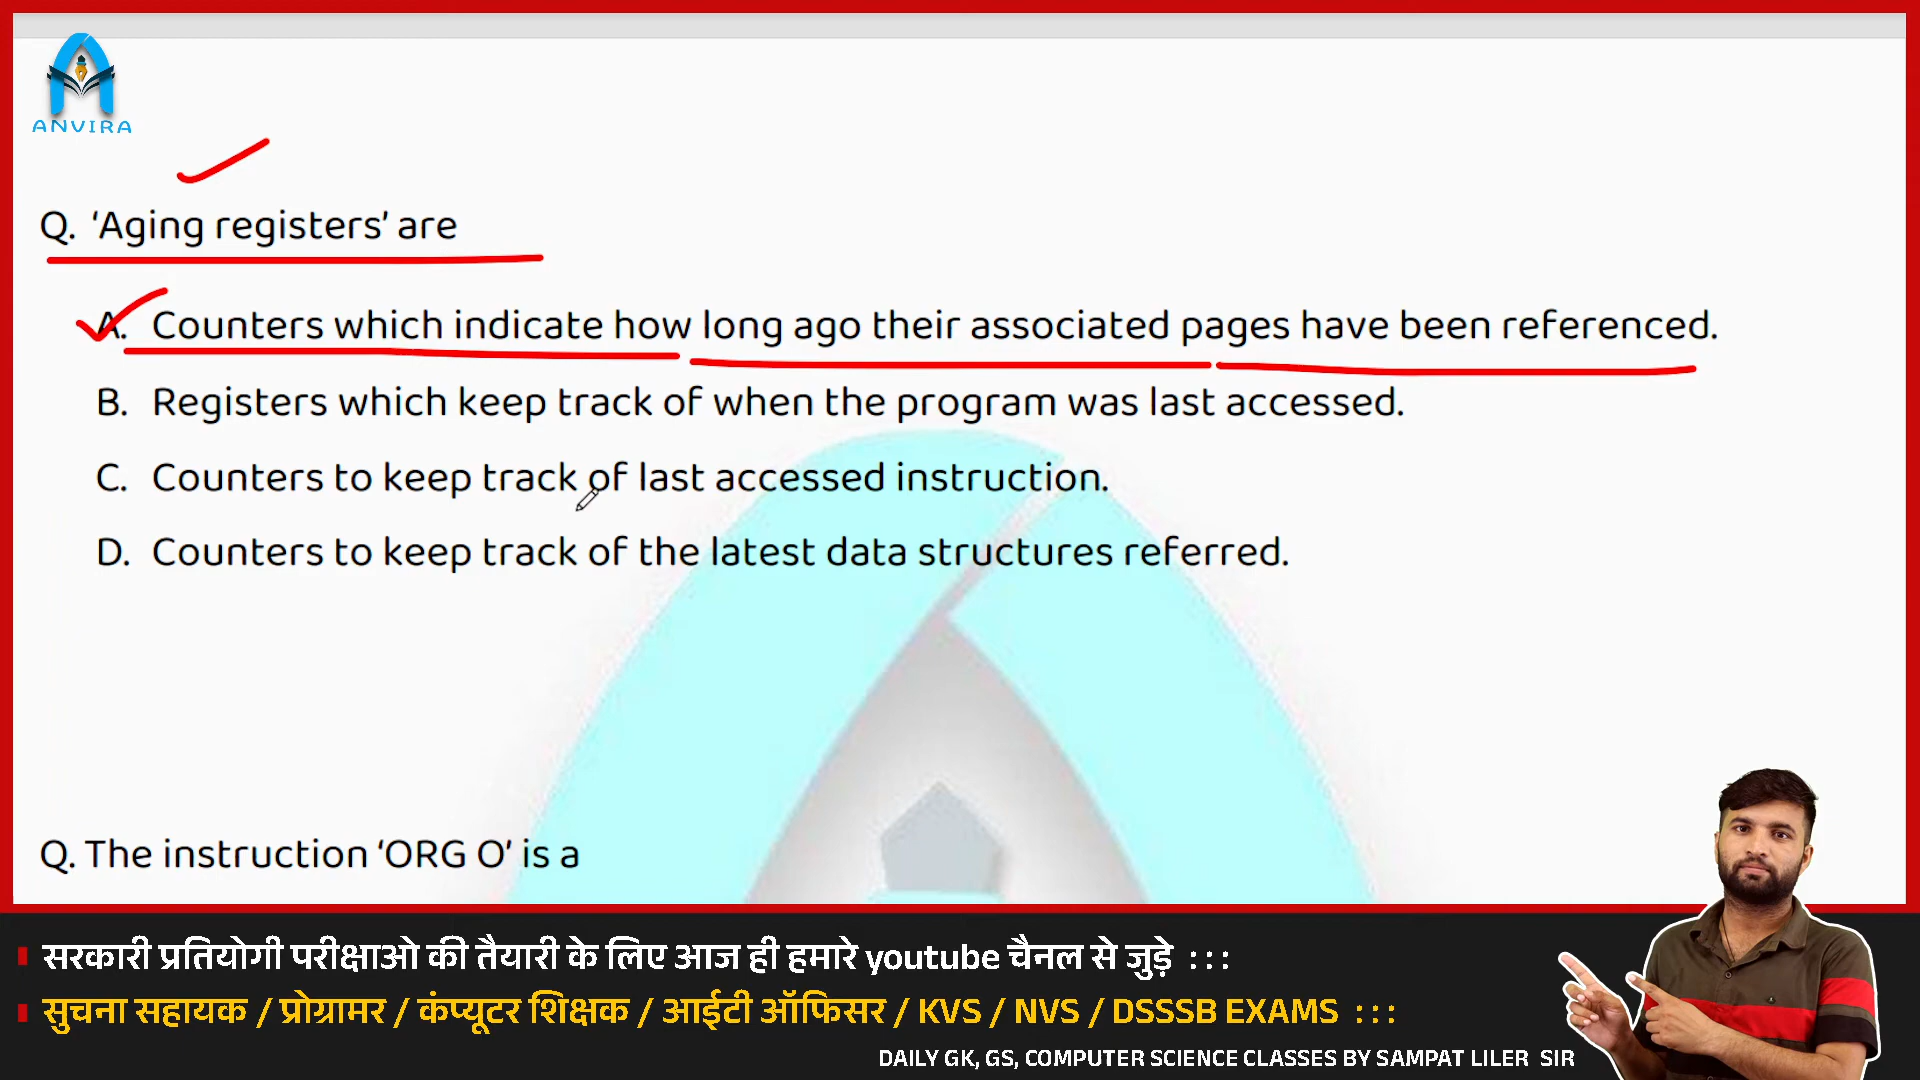 ANVIRA
Q. ‘Aging registers’ are
A. Counters which indicate how long ago their associated pages have been referenced.
B. Registers which keep track of when the program was last accessed.
C. Counters to keep track of last accessed instruction.
D. Counters to keep track of the latest data structures referred.
Q. The instruction ‘ORG O’ is a
सरकारी प्रतियोगी परीक्षाओ की तैयारी के लिए आज ही हमारे youtube चैनल से जुड़े :::
सुचना सहायक / प्रोग्रामर / कंप्यूटर शिक्षक / आईटी ऑफिसर / KVS / NVS / DSSSB EXAMS :::
DAILY GK, GS, COMPUTER SCIENCE CLASSES BY SAMPAT LILER SIR